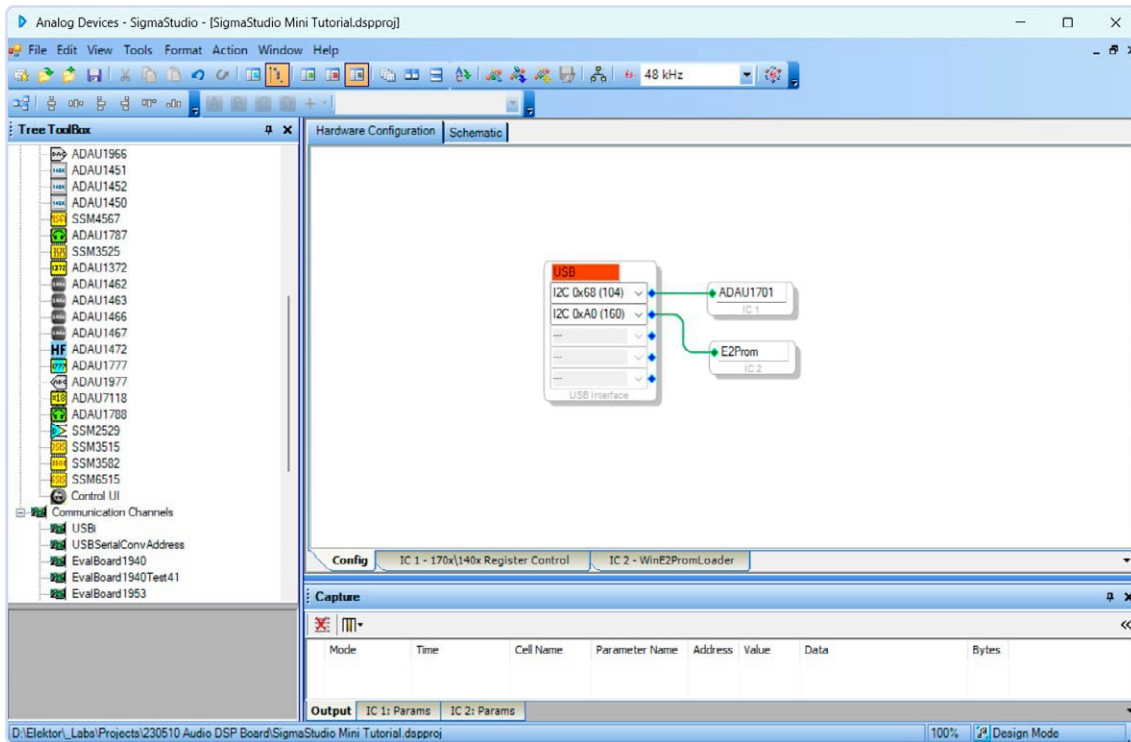 Analog Devices - SigmaStudio - [SigmaStudio Mini Tutorial.dspproj]
File Edit View Tools Format Action Window Help
48 kHz
Tree ToolBox
ADAU1966
ADAU1451
ADAU1452
ADAU1450
SSM4567
ADAU1787
SSM3525
ADAU1372
ADAU1462
ADAU1463
ADAU1466
ADAU1467
HF ADAU1472
ADAU1777
ADAU1977
ADAU7118
ADAU1788
SSM2529
SSM3515
SSM3582
SSM6515
Control UI
Communication Channels
USBi
USBSerialConvAddress
EvalBoard1940
EvalBoard1940Test41
EvalBoard1953
Hardware Configuration Schematic
USB
I2C 0x68 (104)
I2C 0xA0 (160)
---
---
---
USB Interface
ADAU1701
IC 1
E2Prom
IC 2
Config IC 1 - 170x\140x Register Control IC 2 - WinE2PromLoader
Capture
Mode Time Cell Name Parameter Name Address Value Data Bytes
Output IC 1: Params IC 2: Params
D:\Elektor\_Labs\Projects\230510 Audio DSP Board\SigmaStudio Mini Tutorial.dspproj 100% Design Mode